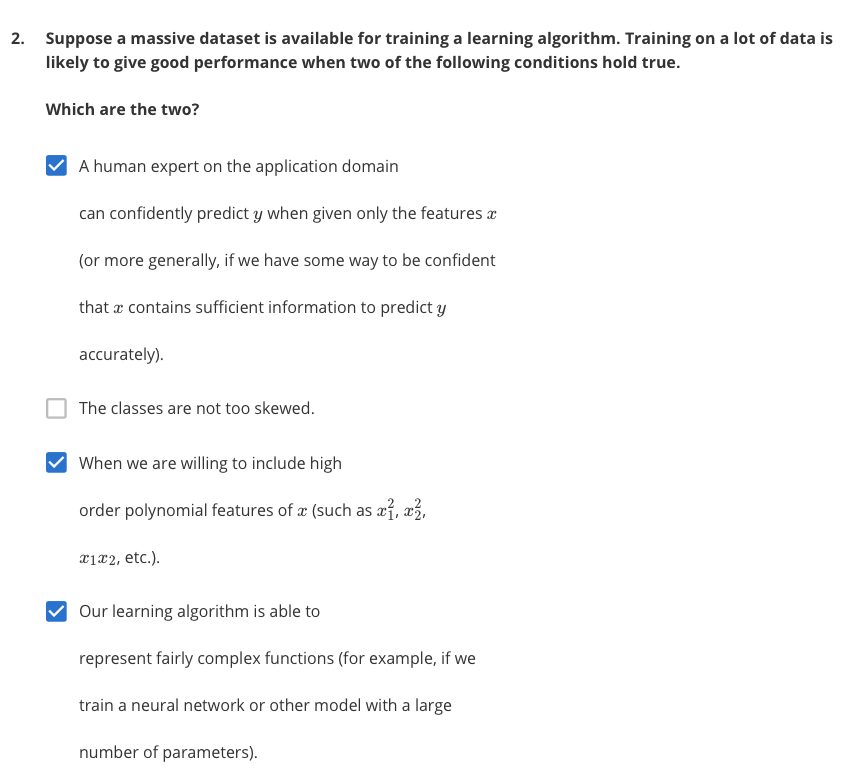 2. Suppose a massive dataset is available for training a learning algorithm. Training on a lot of data is
likely to give good performance when two of the following conditions hold true.
Which are the two?
A human expert on the application domain
can confidently predict y when given only the features x
(or more generally, if we have some way to be confident
that x contains sufficient information to predict y
accurately).
The classes are not too skewed.
When we are willing to include high
order polynomial features of x (such as x₁², x₂²,
x₁x₂, etc.).
Our learning algorithm is able to
represent fairly complex functions (for example, if we
train a neural network or other model with a large
number of parameters).